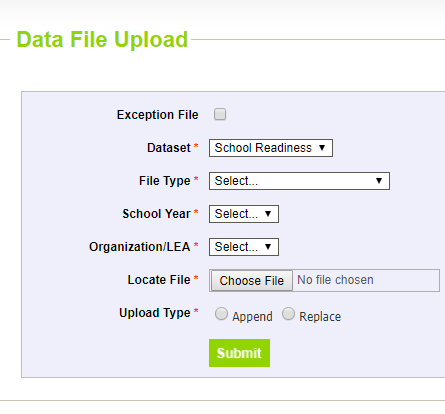 Data File Upload
Exception File
Dataset * School Readiness ▼
File Type * Select... ▼
School Year * Select... ▼
Organization/LEA * Select... ▼
Locate File * Choose File No file chosen
Upload Type * Append Replace
Submit